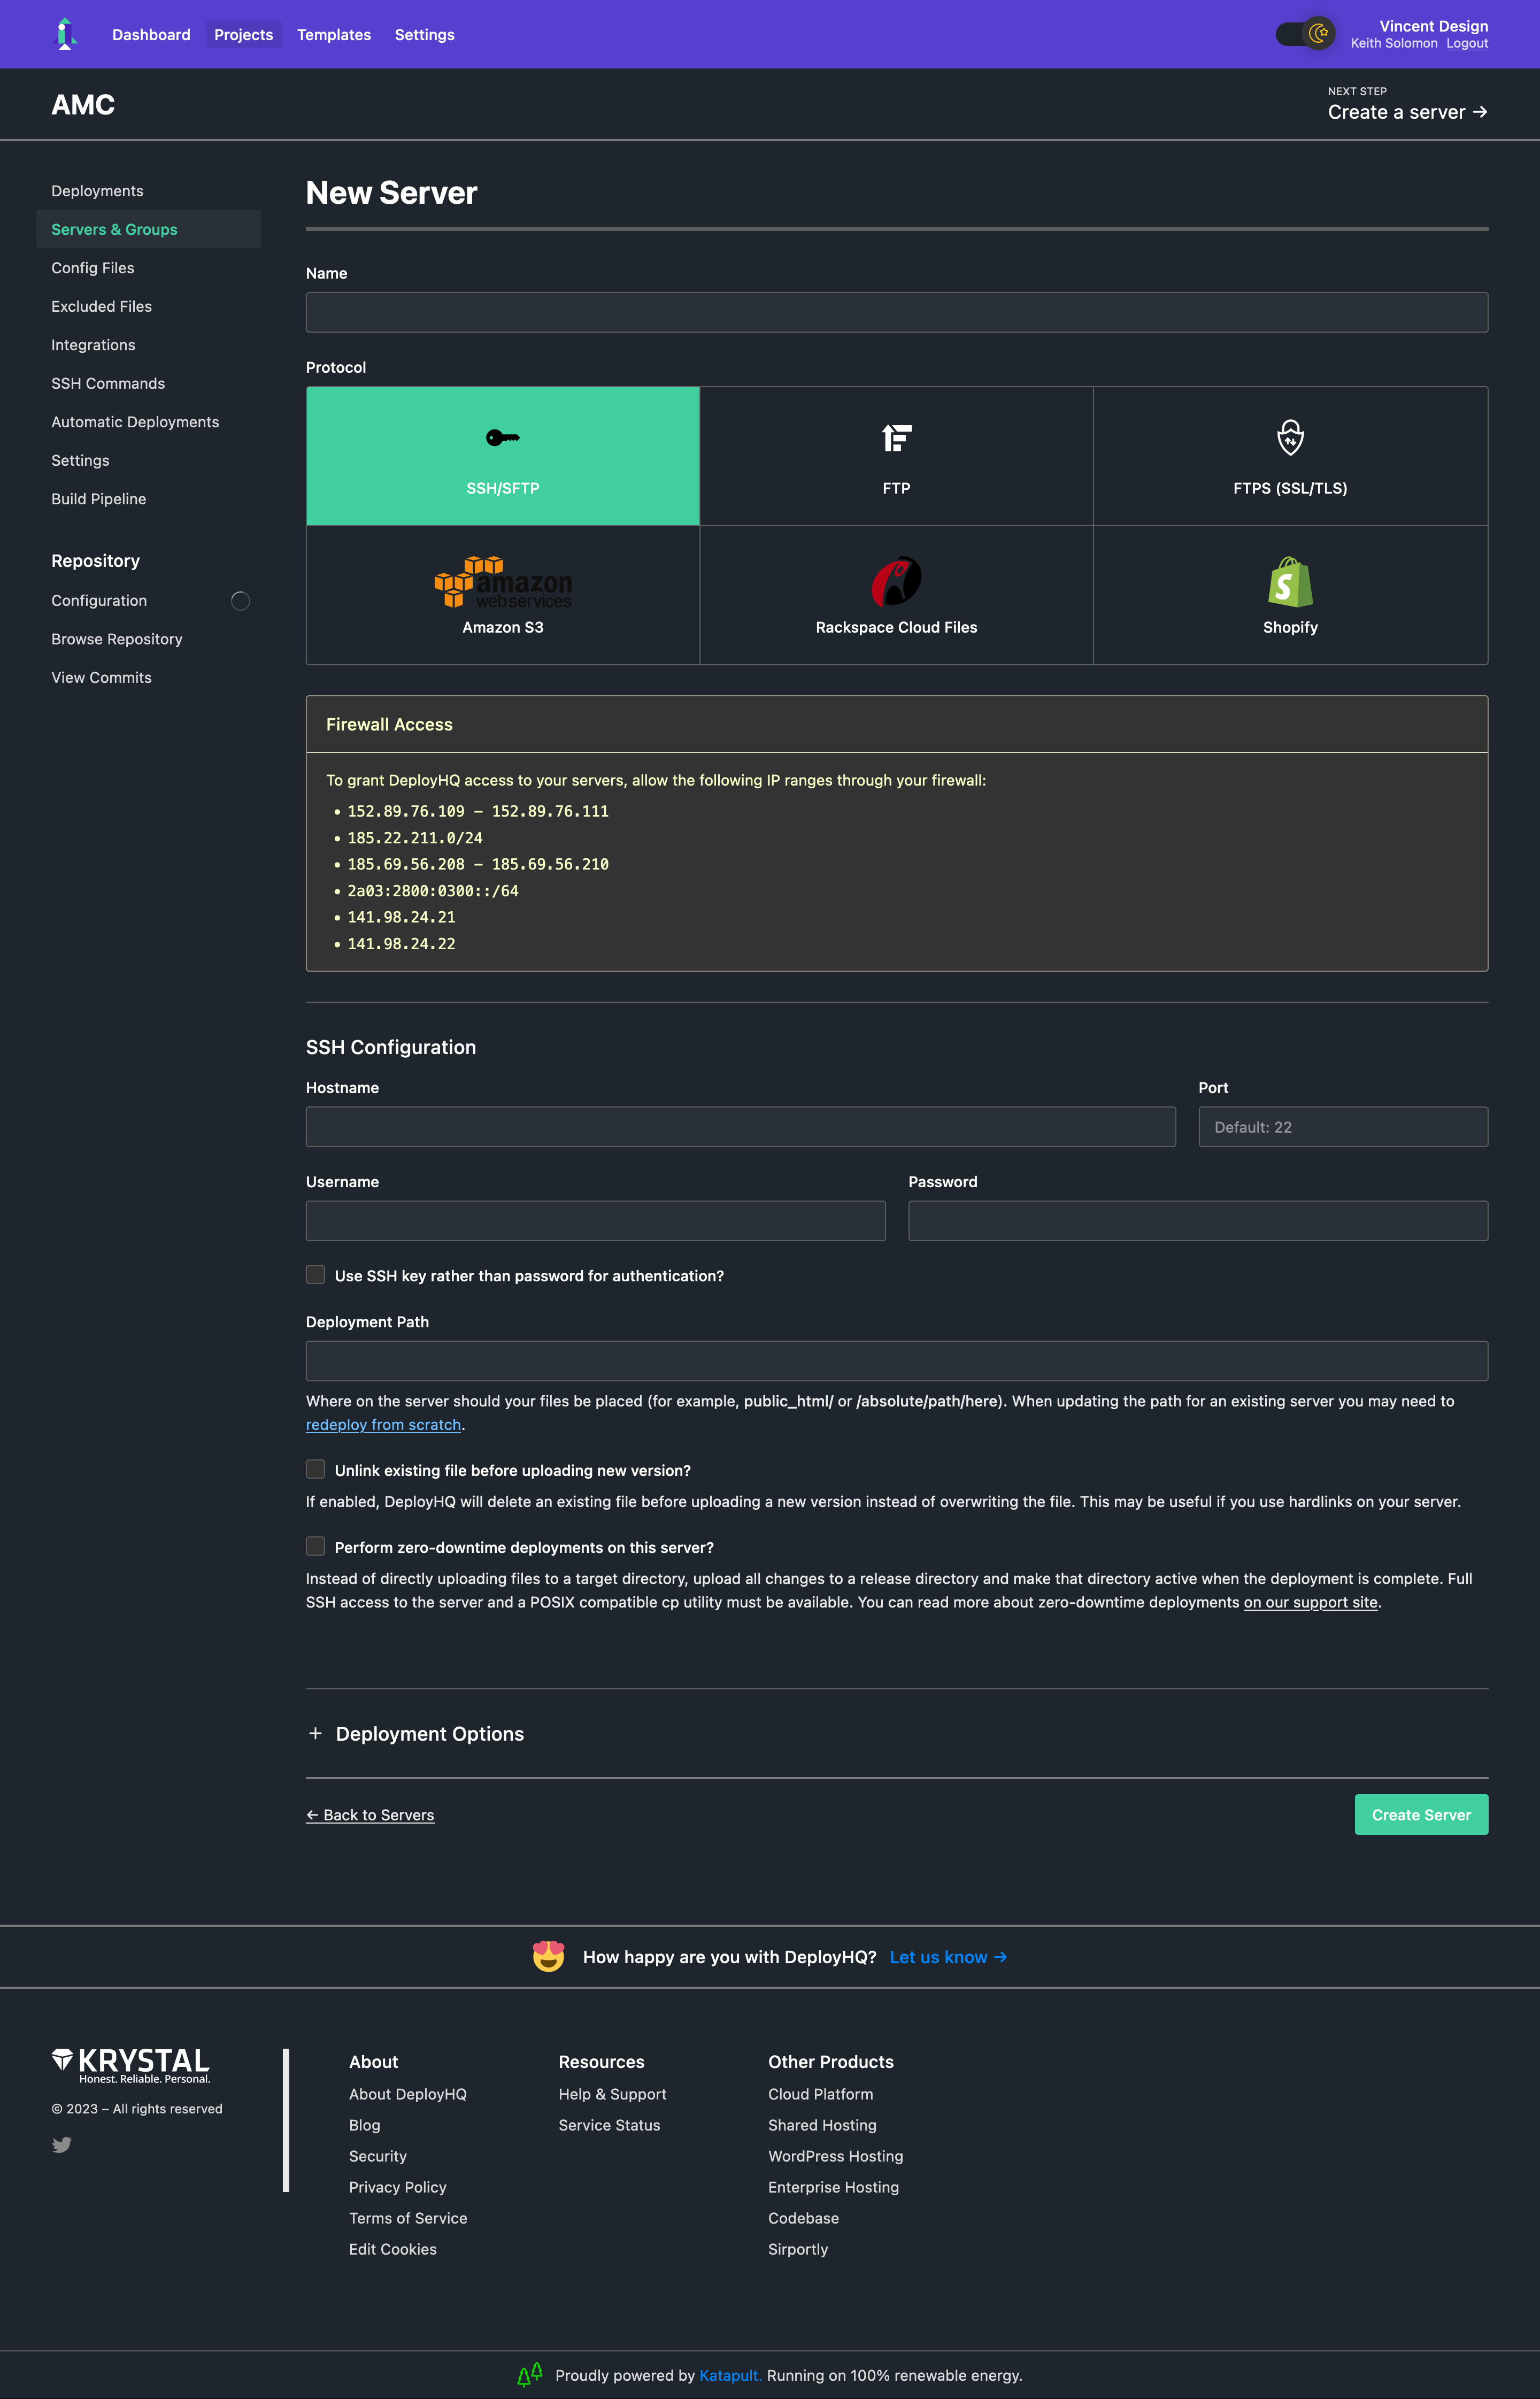 Dashboard Projects Templates Settings
Vincent Design
Keith Solomon Logout
AMC
NEXT STEP
Create a server →
Deployments
Servers & Groups
Config Files
Excluded Files
Integrations
SSH Commands
Automatic Deployments
Settings
Build Pipeline
Repository
Configuration
Browse Repository
View Commits
New Server
Name
Protocol
SSH/SFTP
FTP
FTPS (SSL/TLS)
amazon
webservices
Amazon S3
Rackspace Cloud Files
Shopify
Firewall Access
To grant DeployHQ access to your servers, allow the following IP ranges through your firewall:
• 152.89.76.109 - 152.89.76.111
• 185.22.211.0/24
• 185.69.56.208 - 185.69.56.210
• 2a03:2800:0300::/64
• 141.98.24.21
• 141.98.24.22
SSH Configuration
Hostname
Port
Default: 22
Username
Password
Use SSH key rather than password for authentication?
Deployment Path
Where on the server should your files be placed (for example, public_html/ or /absolute/path/here). When updating the path for an existing server you may need to
redeploy from scratch.
Unlink existing file before uploading new version?
If enabled, DeployHQ will delete an existing file before uploading a new version instead of overwriting the file. This may be useful if you use hardlinks on your server.
Perform zero-downtime deployments on this server?
Instead of directly uploading files to a target directory, upload all changes to a release directory and make that directory active when the deployment is complete. Full
SSH access to the server and a POSIX compatible cp utility must be available. You can read more about zero-downtime deployments on our support site.
+ Deployment Options
← Back to Servers
Create Server
How happy are you with DeployHQ? Let us know →
KRYSTAL
Honest. Reliable. Personal.
© 2023 – All rights reserved
About
About DeployHQ
Blog
Security
Privacy Policy
Terms of Service
Edit Cookies
Resources
Help & Support
Service Status
Other Products
Cloud Platform
Shared Hosting
WordPress Hosting
Enterprise Hosting
Codebase
Sirportly
Proudly powered by Katapult. Running on 100% renewable energy.